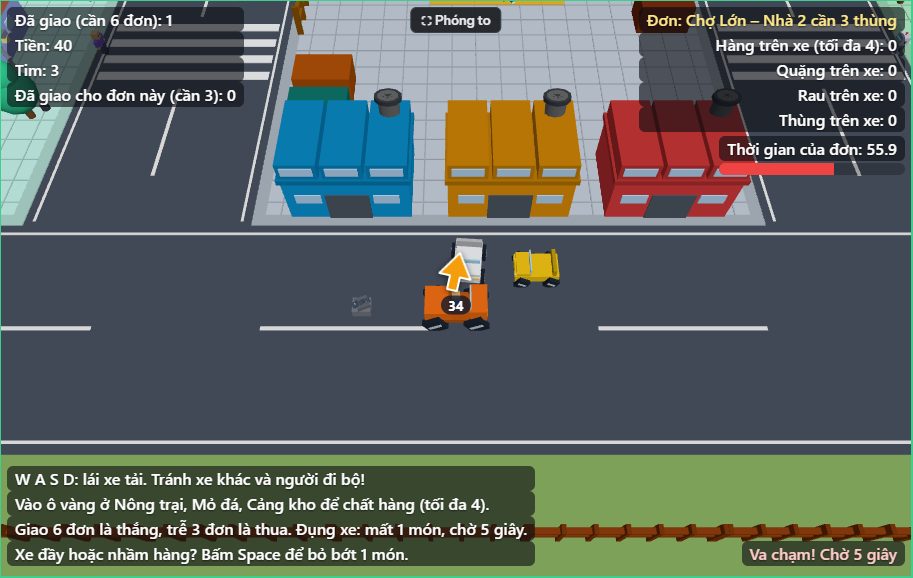 Đã giao (cần 6 đơn): 1
Tiền: 40
Tim: 3
Đã giao cho đơn này (cần 3): 0
Phóng to
Đơn: Chợ Lớn – Nhà 2 cần 3 thùng
Hàng trên xe (tối đa 4): 0
Quặng trên xe: 0
Rau trên xe: 0
Thùng trên xe: 0
Thời gian của đơn: 55.9
34
W A S D: lái xe tải. Tránh xe khác và người đi bộ!
Vào ô vàng ở Nông trại, Mỏ đá, Cảng kho để chất hàng (tối đa 4).
Giao 6 đơn là thắng, trễ 3 đơn là thua. Đụng xe: mất 1 món, chờ 5 giây.
Xe đầy hoặc nhầm hàng? Bấm Space để bỏ bớt 1 món.
Va chạm! Chờ 5 giây